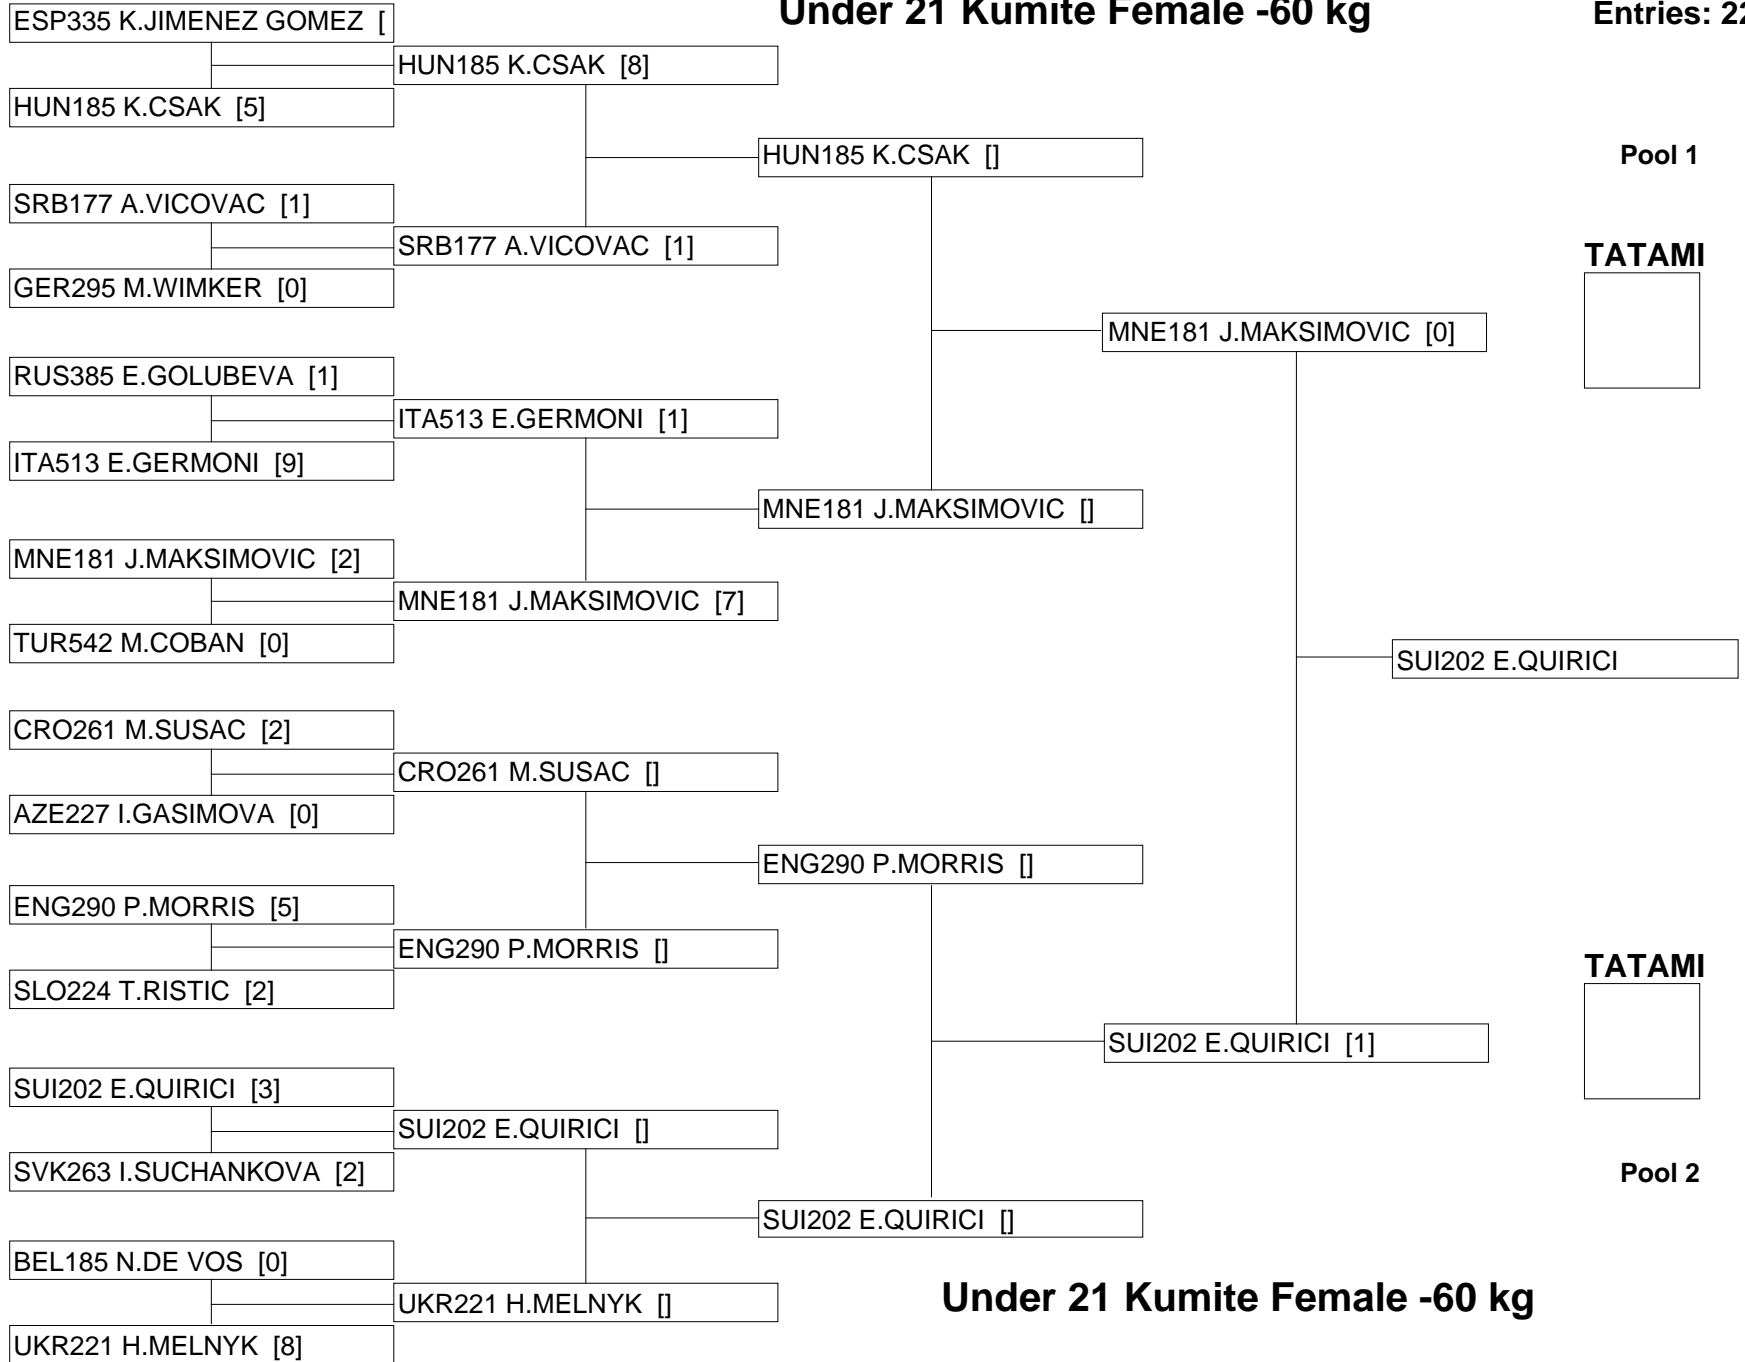 Under 21 Kumite Female -60 kg
Entries: 22
ESP335 K.JIMENEZ GOMEZ [
HUN185 K.CSAK [5]
SRB177 A.VICOVAC [1]
GER295 M.WIMKER [0]
RUS385 E.GOLUBEVA [1]
ITA513 E.GERMONI [9]
MNE181 J.MAKSIMOVIC [2]
TUR542 M.COBAN [0]
CRO261 M.SUSAC [2]
AZE227 I.GASIMOVA [0]
ENG290 P.MORRIS [5]
SLO224 T.RISTIC [2]
SUI202 E.QUIRICI [3]
SVK263 I.SUCHANKOVA [2]
BEL185 N.DE VOS [0]
UKR221 H.MELNYK [8]
HUN185 K.CSAK [8]
SRB177 A.VICOVAC [1]
ITA513 E.GERMONI [1]
MNE181 J.MAKSIMOVIC [7]
CRO261 M.SUSAC []
ENG290 P.MORRIS []
SUI202 E.QUIRICI []
UKR221 H.MELNYK []
HUN185 K.CSAK []
MNE181 J.MAKSIMOVIC []
ENG290 P.MORRIS []
SUI202 E.QUIRICI []
MNE181 J.MAKSIMOVIC [0]
SUI202 E.QUIRICI [1]
SUI202 E.QUIRICI
Pool 1
TATAMI
TATAMI
Pool 2
Under 21 Kumite Female -60 kg